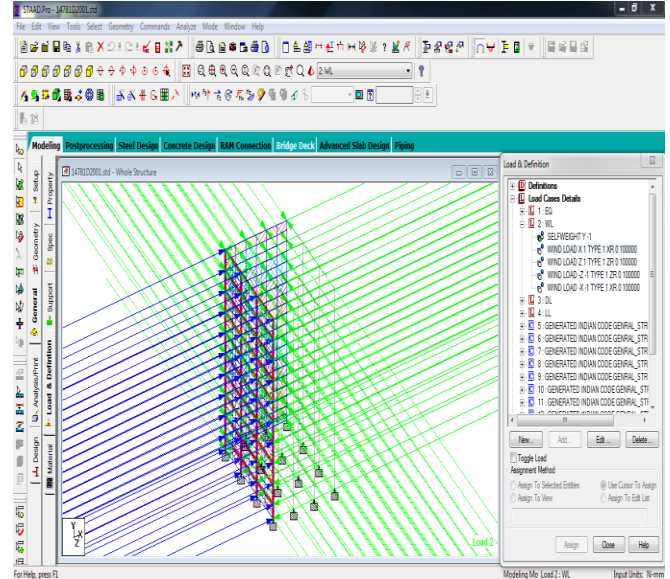 STAAD.Pro - 14781D2001.std
File Edit View Tools Select Geometry Commands Analyze Mode Window Help
2 WL
Modeling Postprocessing Steel Design Concrete Design RAM Connection Bridge Deck Advanced Slab Design Piping
Setup
Geometry
General
Analysis/Print
Design
Property
Spec
Support
Load & Definition
Material
14781D2001.std - Whole Structure
Y
X
Z
Load 2
Load & Definition
Definitions
Load Cases Details
1 : EQ
2 : WL
SELFWEIGHT Y -1
WIND LOAD X 1 TYPE 1 XR 0 100000
WIND LOAD Z 1 TYPE 1 ZR 0 100000
WIND LOAD -Z -1 TYPE 1 ZR 0 100000
WIND LOAD -X -1 TYPE 1 XR 0 100000
3 : DL
4 : LL
5 : GENERATED INDIAN CODE GENRAL_STR
6 : GENERATED INDIAN CODE GENRAL_STR
7 : GENERATED INDIAN CODE GENRAL_STR
8 : GENERATED INDIAN CODE GENRAL_STR
9 : GENERATED INDIAN CODE GENRAL_STR
10 : GENERATED INDIAN CODE GENRAL_STF
11 : GENERATED INDIAN CODE GENRAL_STF
New... Add... Edit... Delete...
Toggle Load
Assignment Method
Assign To Selected Entities Use Cursor To Assign
Assign To View Assign To Edit List
Assign Close Help
For Help, press F1 Modeling Mo Load 2 : WL Input Units: N-mm